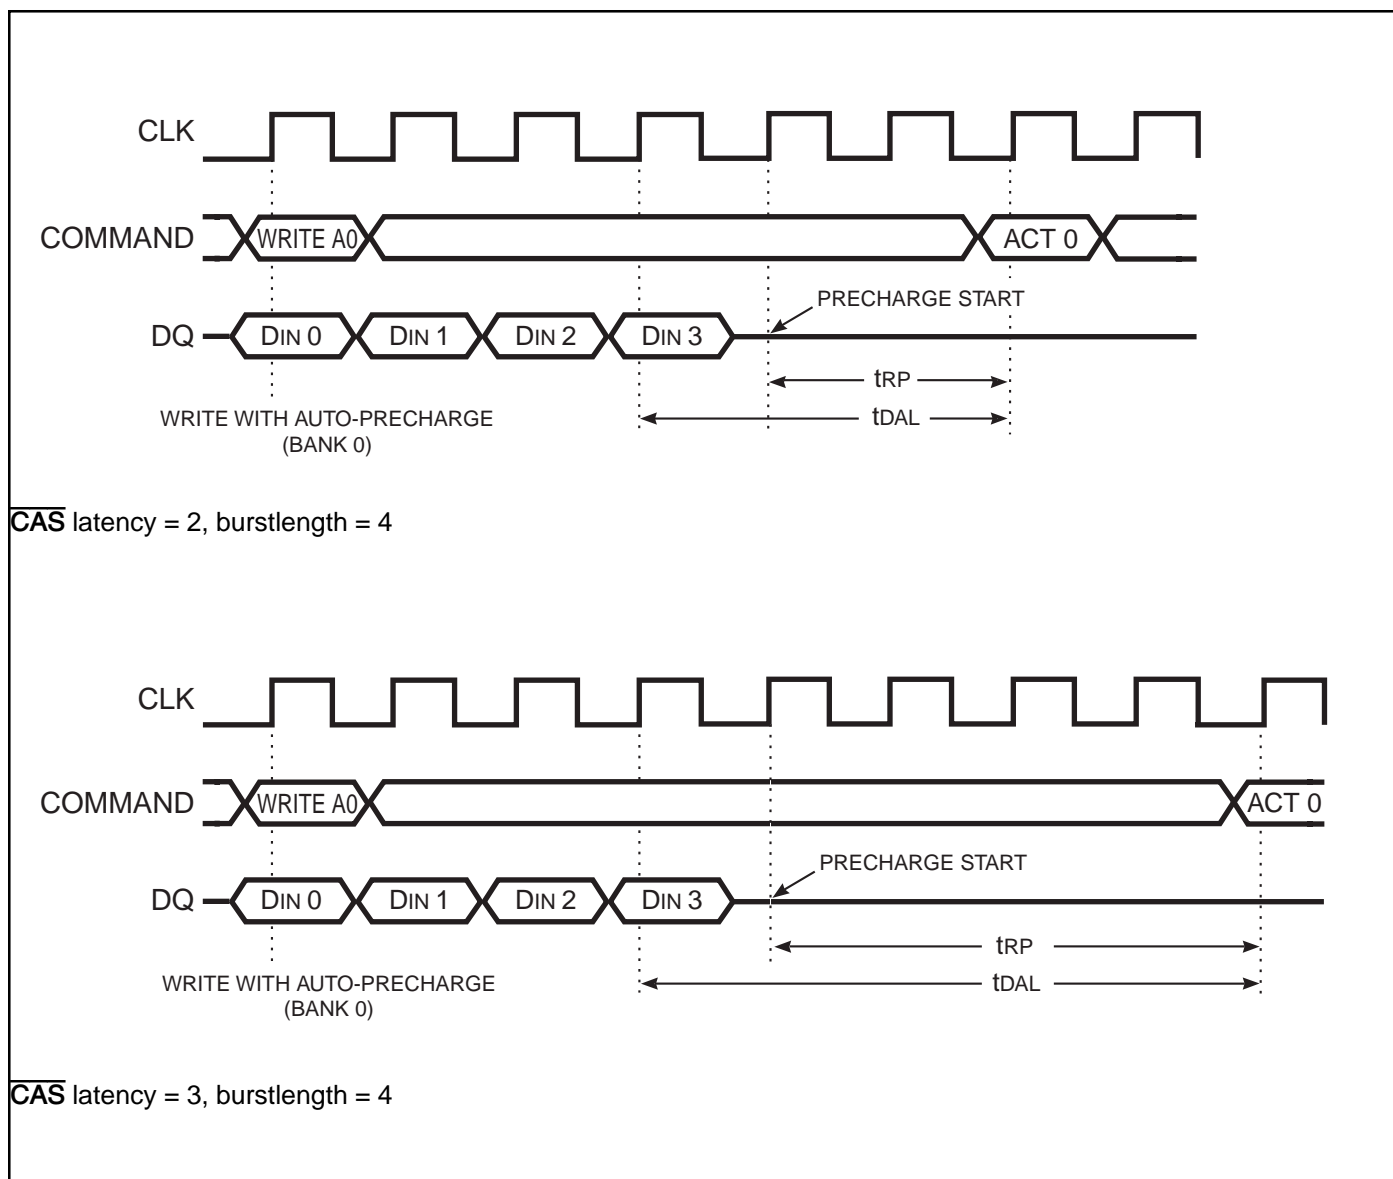 CLK
COMMAND
WRITE A0
ACT 0
PRECHARGE START
DQ
DIN 0
DIN 1
DIN 2
DIN 3
tRP
tDAL
WRITE WITH AUTO-PRECHARGE
(BANK 0)
CAS latency = 2, burstlength = 4
CLK
COMMAND
WRITE A0
ACT 0
PRECHARGE START
DQ
DIN 0
DIN 1
DIN 2
DIN 3
tRP
tDAL
WRITE WITH AUTO-PRECHARGE
(BANK 0)
CAS latency = 3, burstlength = 4